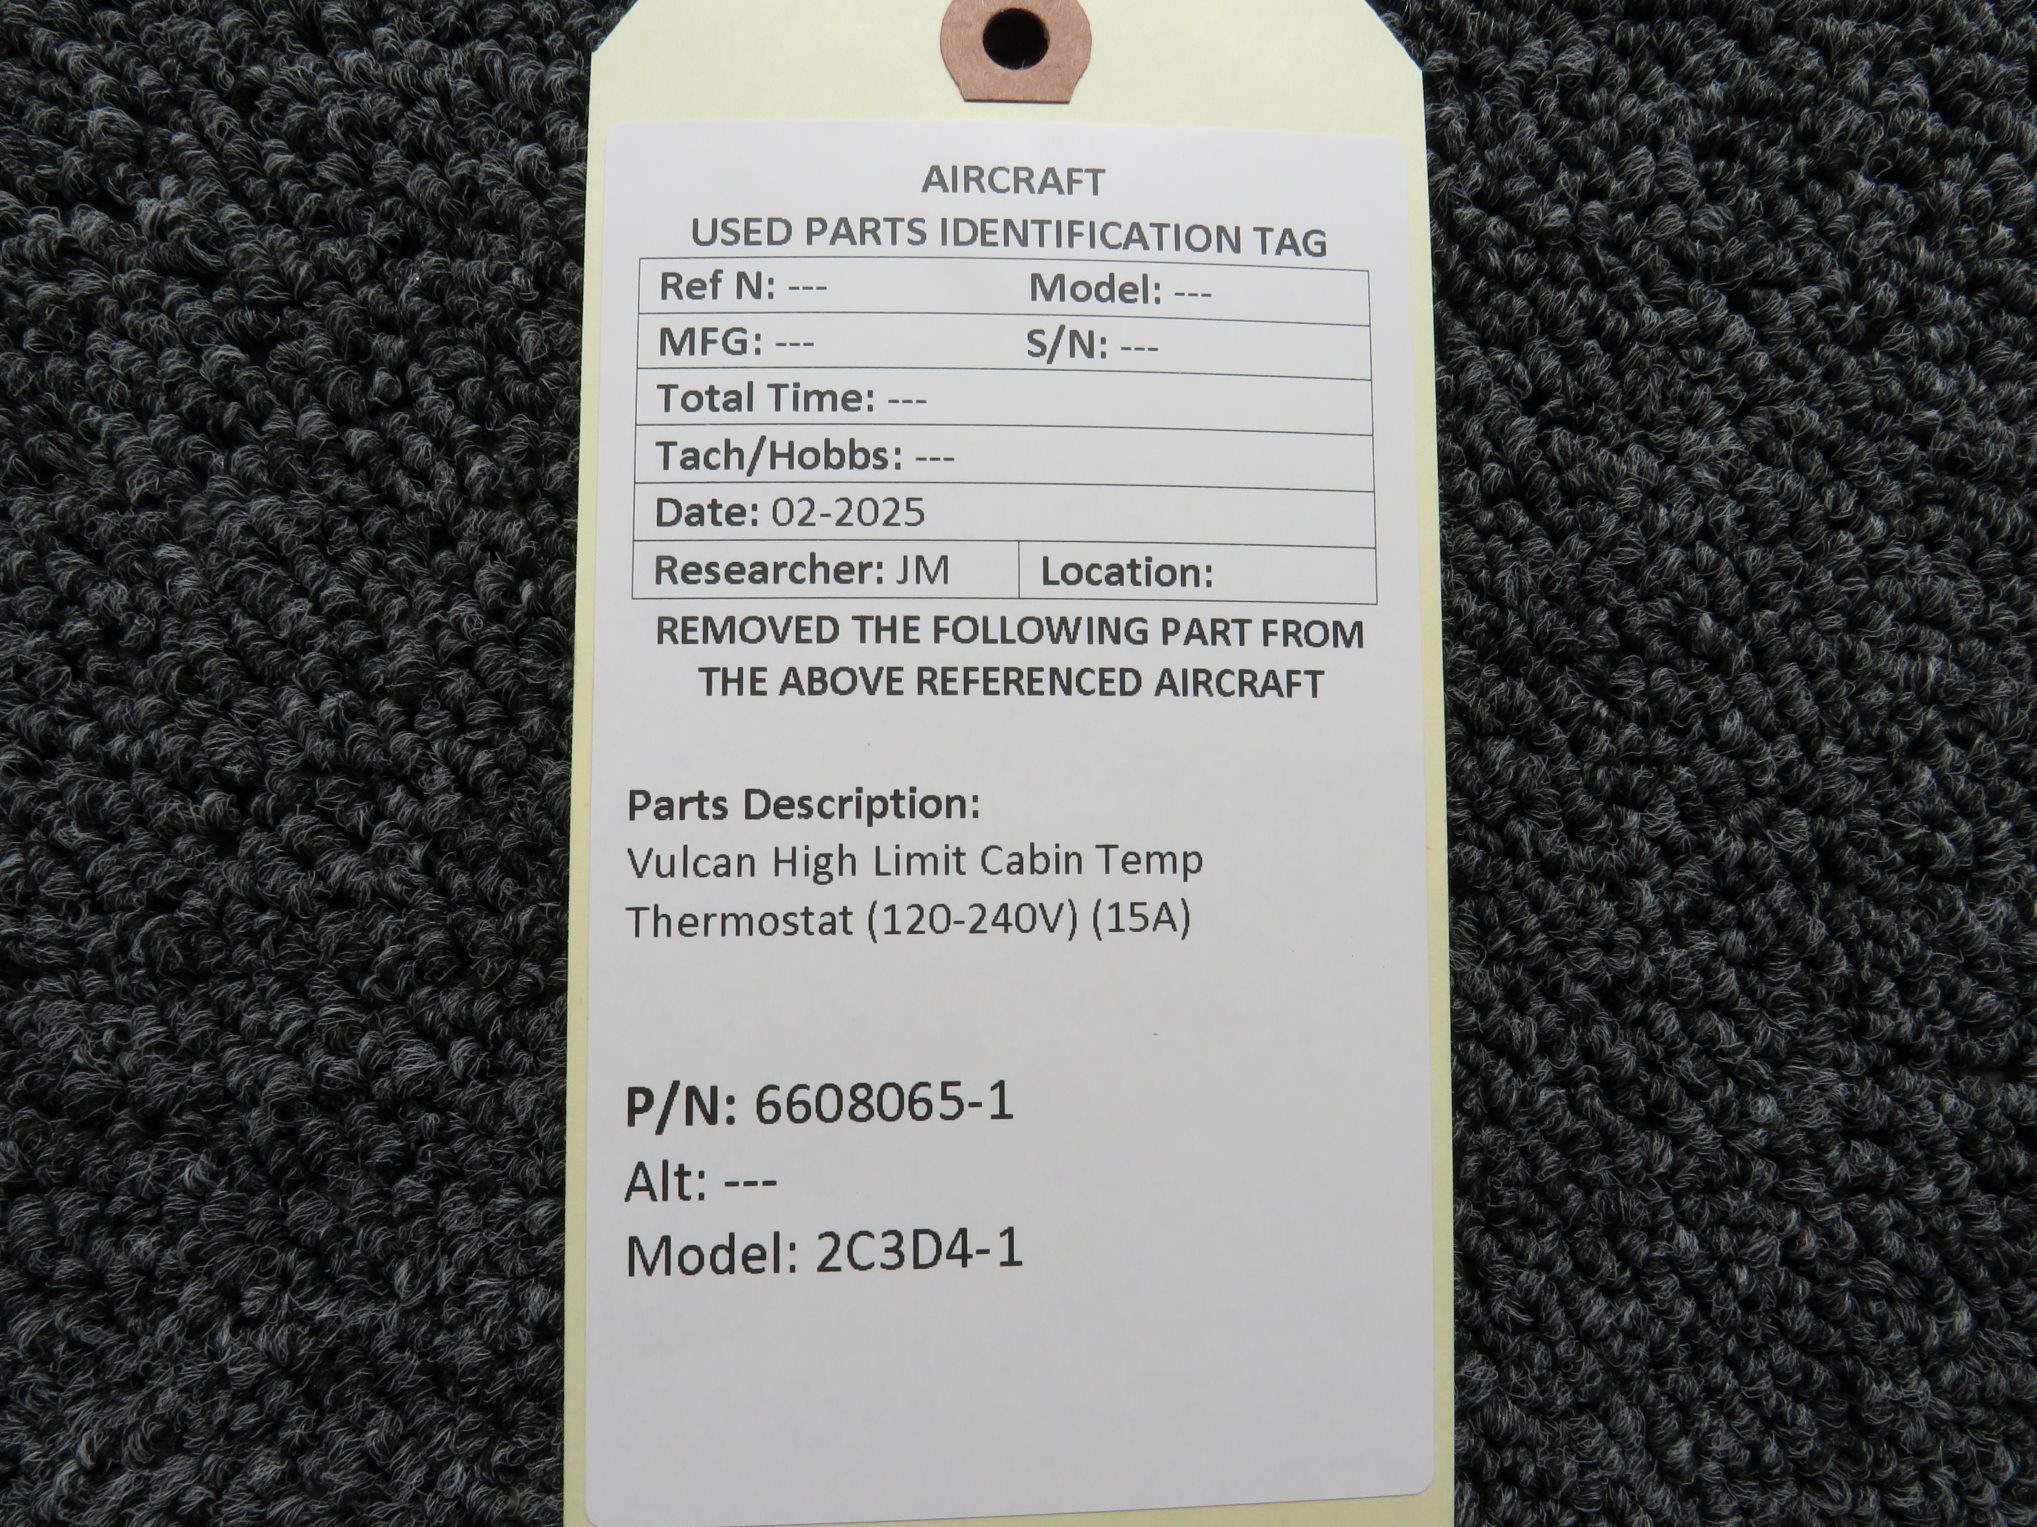 AIRCRAFT
USED PARTS IDENTIFICATION TAG
Ref N: --- Model: ---
MFG: --- S/N: ---
Total Time: ---
Tach/Hobbs: ---
Date: 02-2025
Researcher: JM Location:
REMOVED THE FOLLOWING PART FROM
THE ABOVE REFERENCED AIRCRAFT
Parts Description:
Vulcan High Limit Cabin Temp
Thermostat (120-240V) (15A)
P/N: 6608065-1
Alt: ---
Model: 2C3D4-1